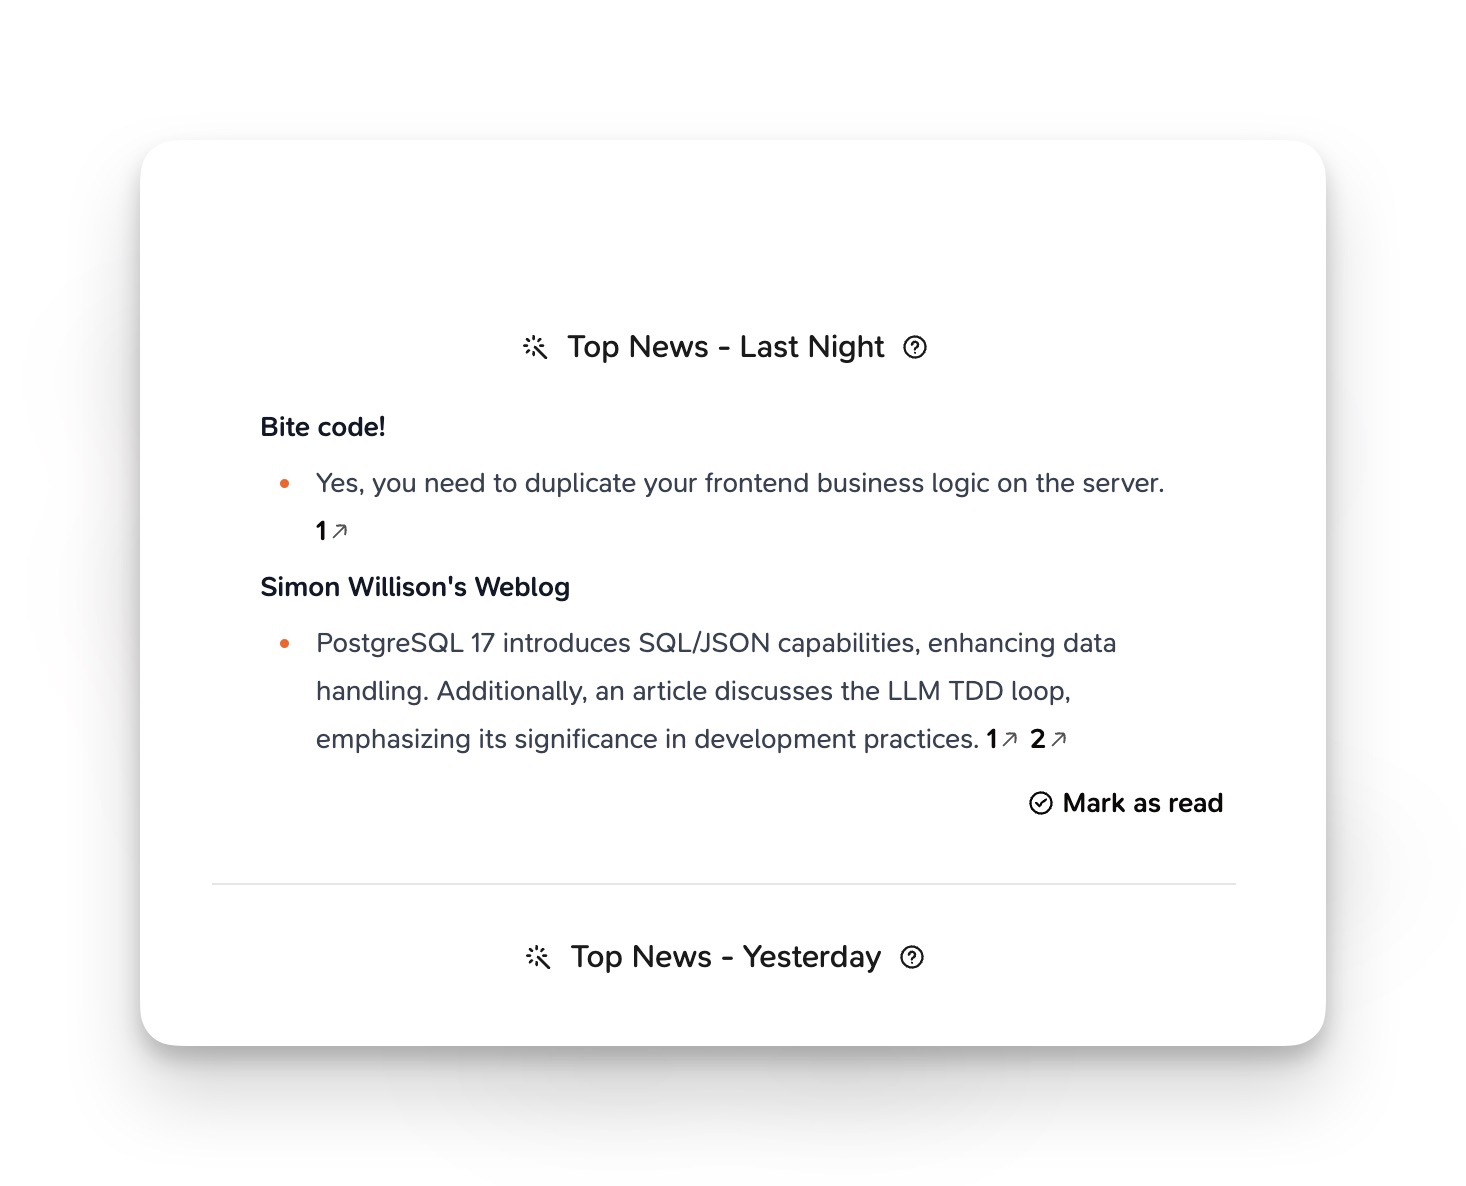 Top News - Last Night
Bite code!
Yes, you need to duplicate your frontend business logic on the server.
1
Simon Willison's Weblog
PostgreSQL 17 introduces SQL/JSON capabilities, enhancing data
handling. Additionally, an article discusses the LLM TDD loop,
emphasizing its significance in development practices. 1 2
Mark as read
Top News - Yesterday